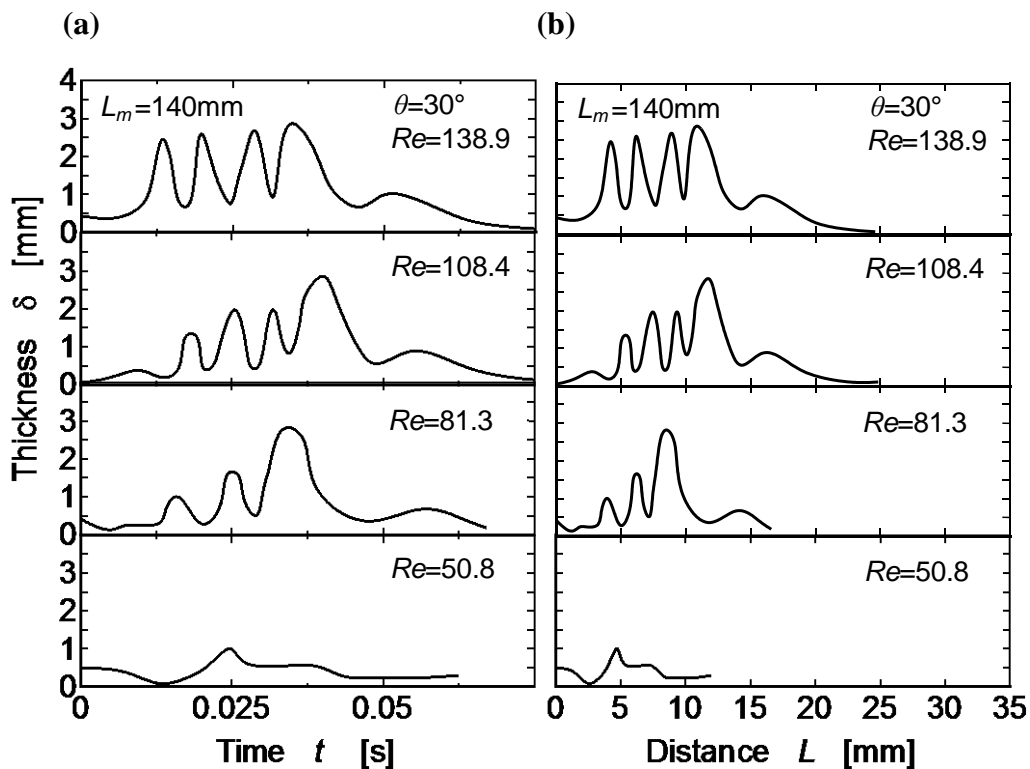 (a)
(b)
Thickness δ [mm]
4
3
2
1
0
3
2
1
0
3
2
1
0
3
2
1
0
L_m=140mm
θ=30°
Re=138.9
Re=108.4
Re=81.3
Re=50.8
0 0.025 0.05
Time t [s]
L_m=140mm
θ=30°
Re=138.9
Re=108.4
Re=81.3
Re=50.8
0 5 10 15 20 25 30 35
Distance L [mm]